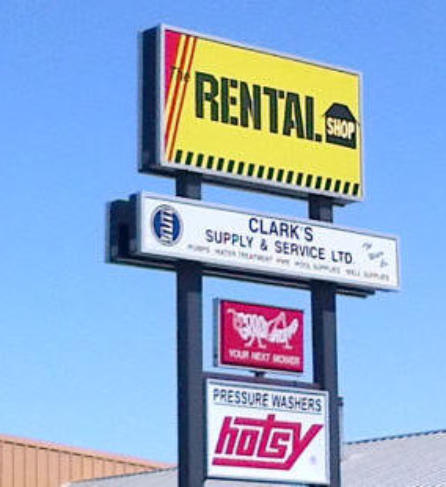 The
RENTAL
SHOP
CLARK'S
SUPPLY & SERVICE LTD.
PUMPS WATER TREATMENT PIPE POOL SUPPLIES WELL SUPPLIES
YOUR NEXT MOWER
PRESSURE WASHERS
hotsy